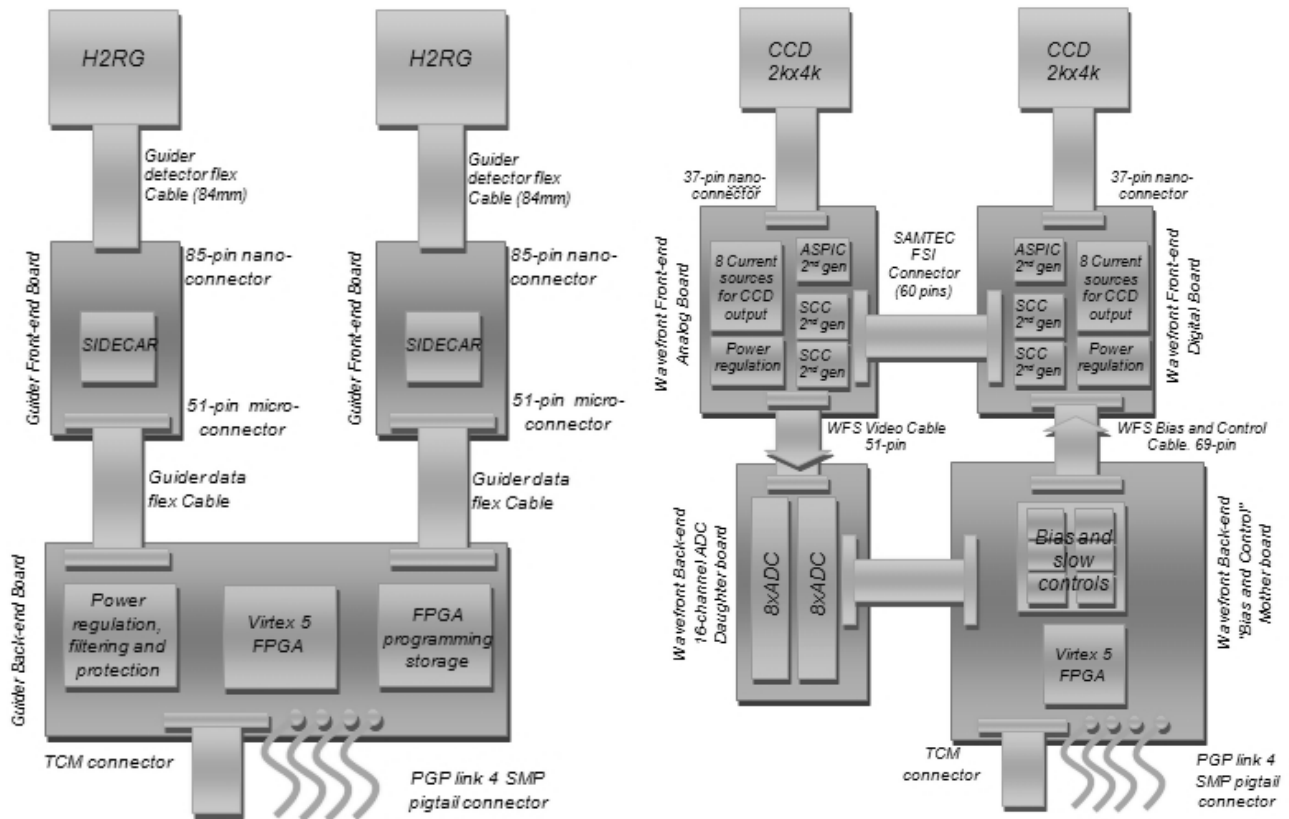 H2RG
H2RG
Guider
detector flex
Cable (84mm)
Guider
detector flex
Cable (84mm)
85-pin nano-
connector
85-pin nano-
connector
Guider Front-end Board
SIDECAR
Guider Front-end Board
SIDECAR
51-pin micro-
connector
51-pin micro-
connector
Guider data
flex Cable
Guider data
flex Cable
Guider Back-end Board
Power
regulation,
filtering and
protection
Virtex 5
FPGA
FPGA
programming
storage
TCM connector
PGP link 4 SMP
pigtail connector
CCD
2kx4k
CCD
2kx4k
37-pin nano-
connector
37-pin nano-
connector
Wavefront Front-end
Analog Board
8 Current
sources
for CCD
output
Power
regulation
ASPIC
2nd gen
SCC
2nd gen
SCC
2nd gen
SAMTEC
FSI
Connector
(60 pins)
ASPIC
2nd gen
SCC
2nd gen
SCC
2nd gen
8 Current
sources
for CCD
output
Power
regulation
Wavefront Front-end
Digital Board
WFS Video Cable
51-pin
WFS Bias and Control
Cable. 69-pin
Wavefront Back-end
16-channel ADC
Daughter board
8xADC
8xADC
Bias and
slow
controls
Virtex 5
FPGA
Wavefront Back-end
"Bias and Control"
Mother board
TCM
connector
PGP link 4
SMP pigtail
connector